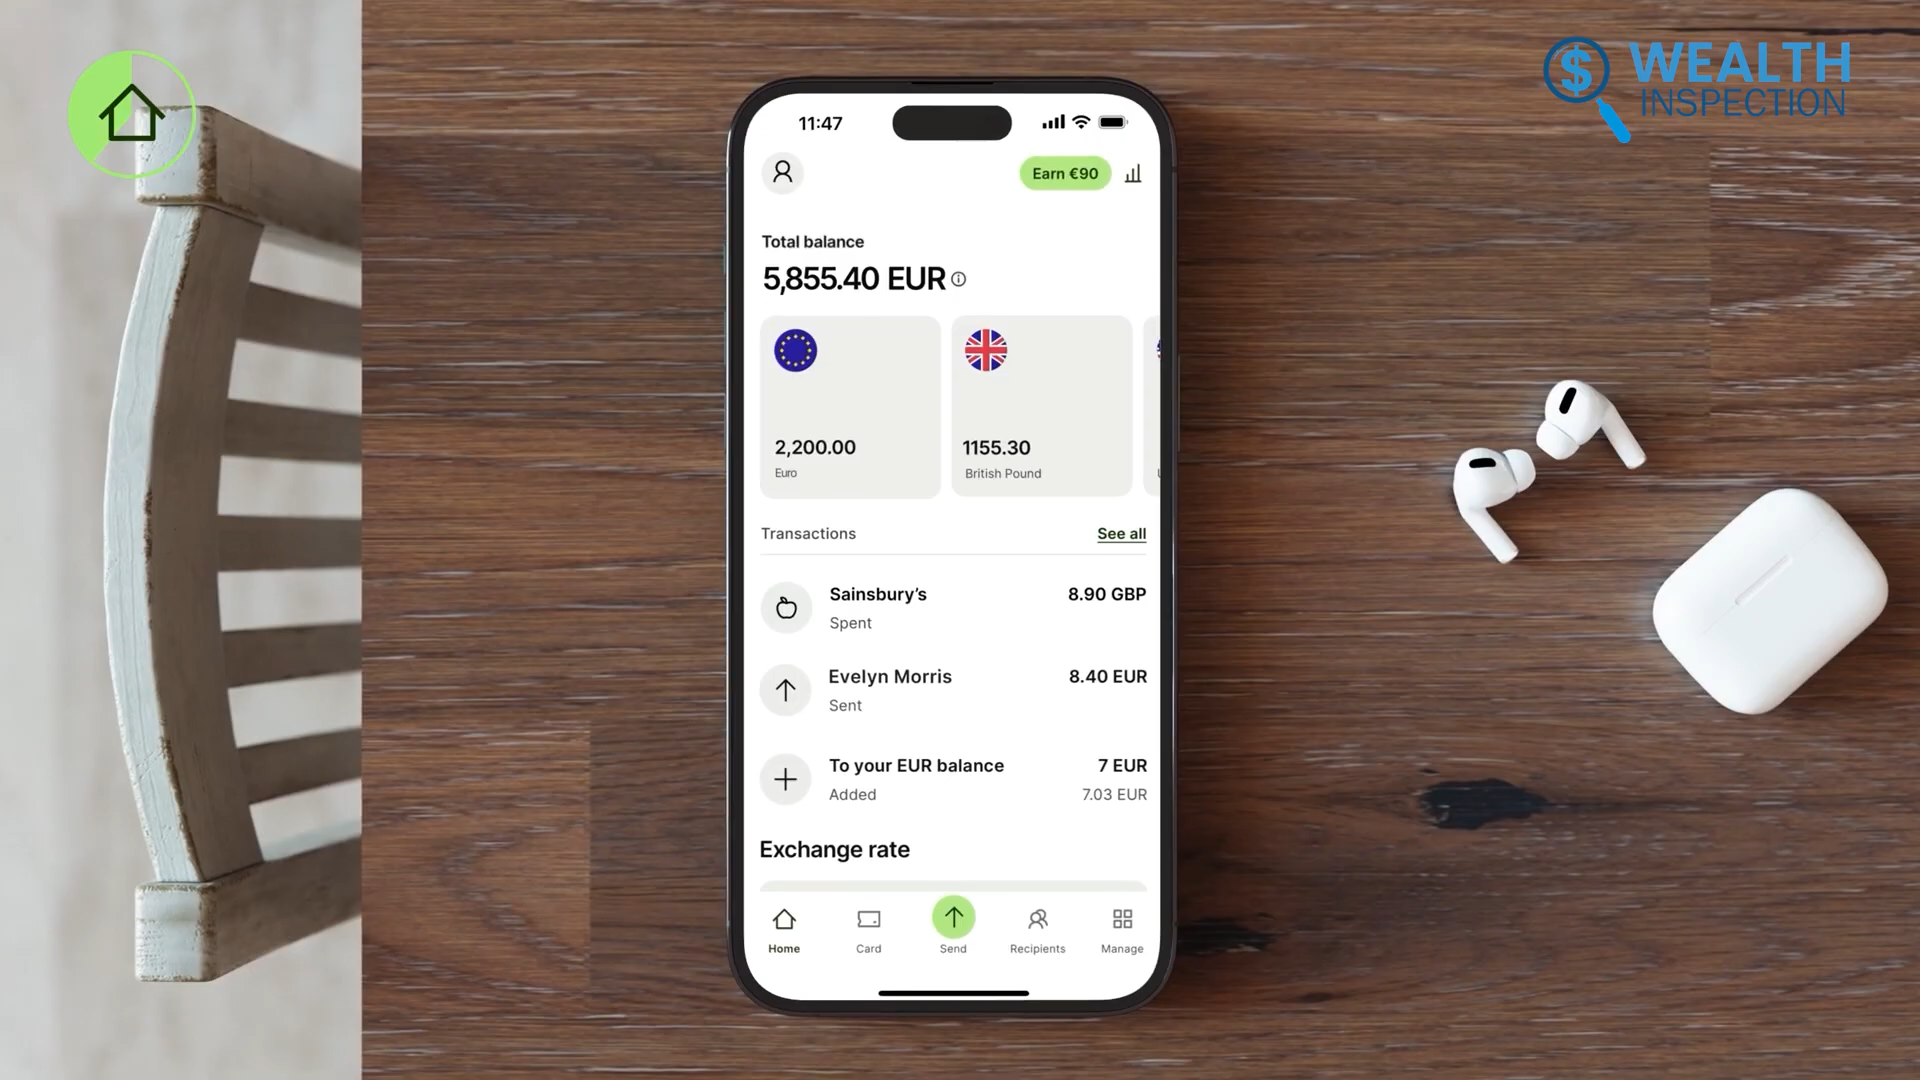 WEALTH
INSPECTION
11:47
Earn €90
Total balance
5,855.40 EUR
2,200.00
Euro
1155.30
British Pound
Transactions
See all
Sainsbury’s
8.90 GBP
Spent
Evelyn Morris
8.40 EUR
Sent
To your EUR balance
7 EUR
Added
7.03 EUR
Exchange rate
Home
Card
Send
Recipients
Manage